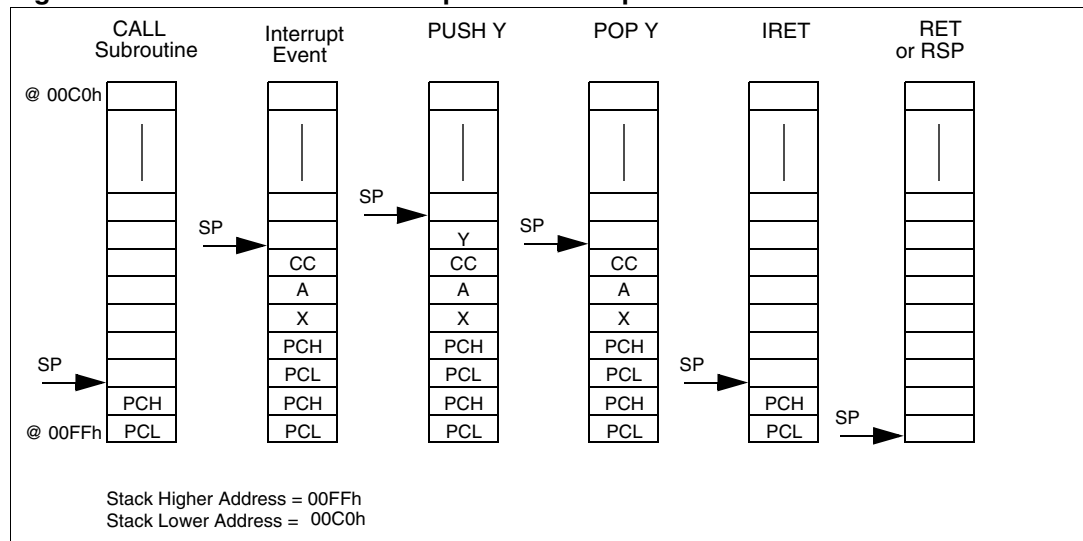 CALL Subroutine
Interrupt Event
PUSH Y
POP Y
IRET
RET or RSP
@ 00C0h
SP
SP
SP
Y
CC
CC
CC
A
A
A
X
X
X
PCH
PCH
PCH
SP
PCL
PCL
PCL
SP
PCH
PCH
PCH
PCH
PCH
@ 00FFh
PCL
PCL
PCL
PCL
PCL
SP
Stack Higher Address = 00FFh
Stack Lower Address = 00C0h